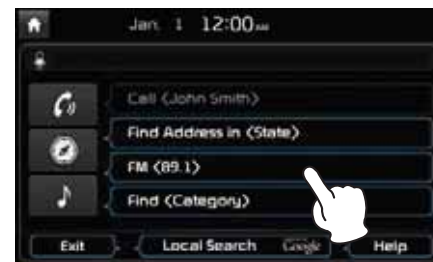 Jan. 1 12:00 AM
Call <John Smith>
Find Address in <State>
FM <89.1>
Find <Category>
Exit
Local Search Google
Help